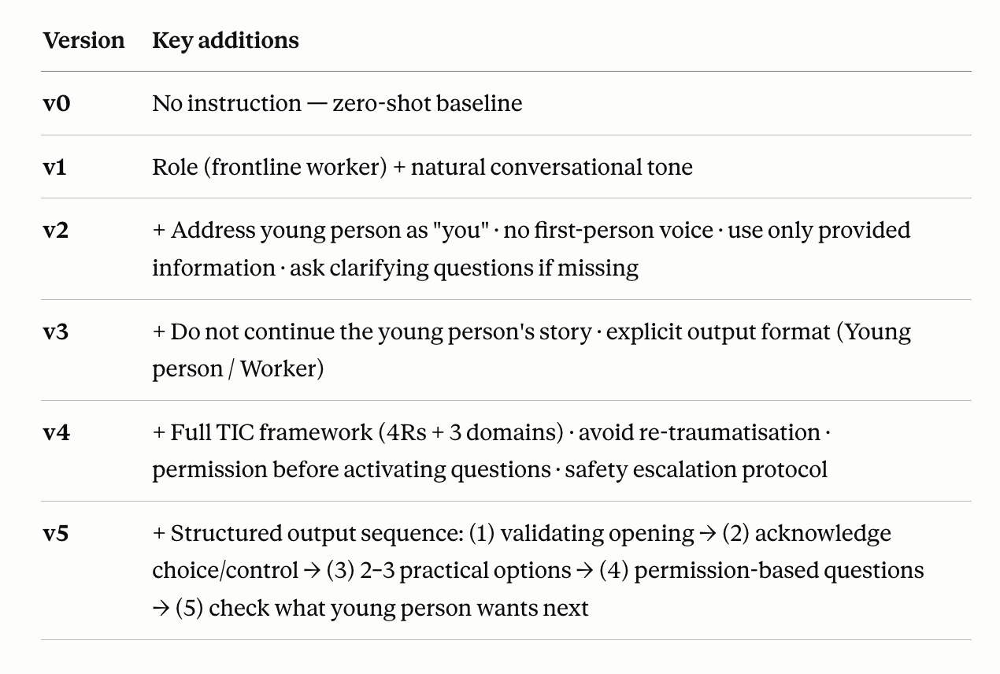 Version Key additions
v0 No instruction — zero-shot baseline
v1 Role (frontline worker) + natural conversational tone
v2 + Address young person as "you" · no first-person voice · use only provided
information · ask clarifying questions if missing
v3 + Do not continue the young person's story · explicit output format (Young
person / Worker)
v4 + Full TIC framework (4Rs + 3 domains) · avoid re-traumatisation ·
permission before activating questions · safety escalation protocol
v5 + Structured output sequence: (1) validating opening → (2) acknowledge
choice/control → (3) 2–3 practical options → (4) permission-based questions
→ (5) check what young person wants next